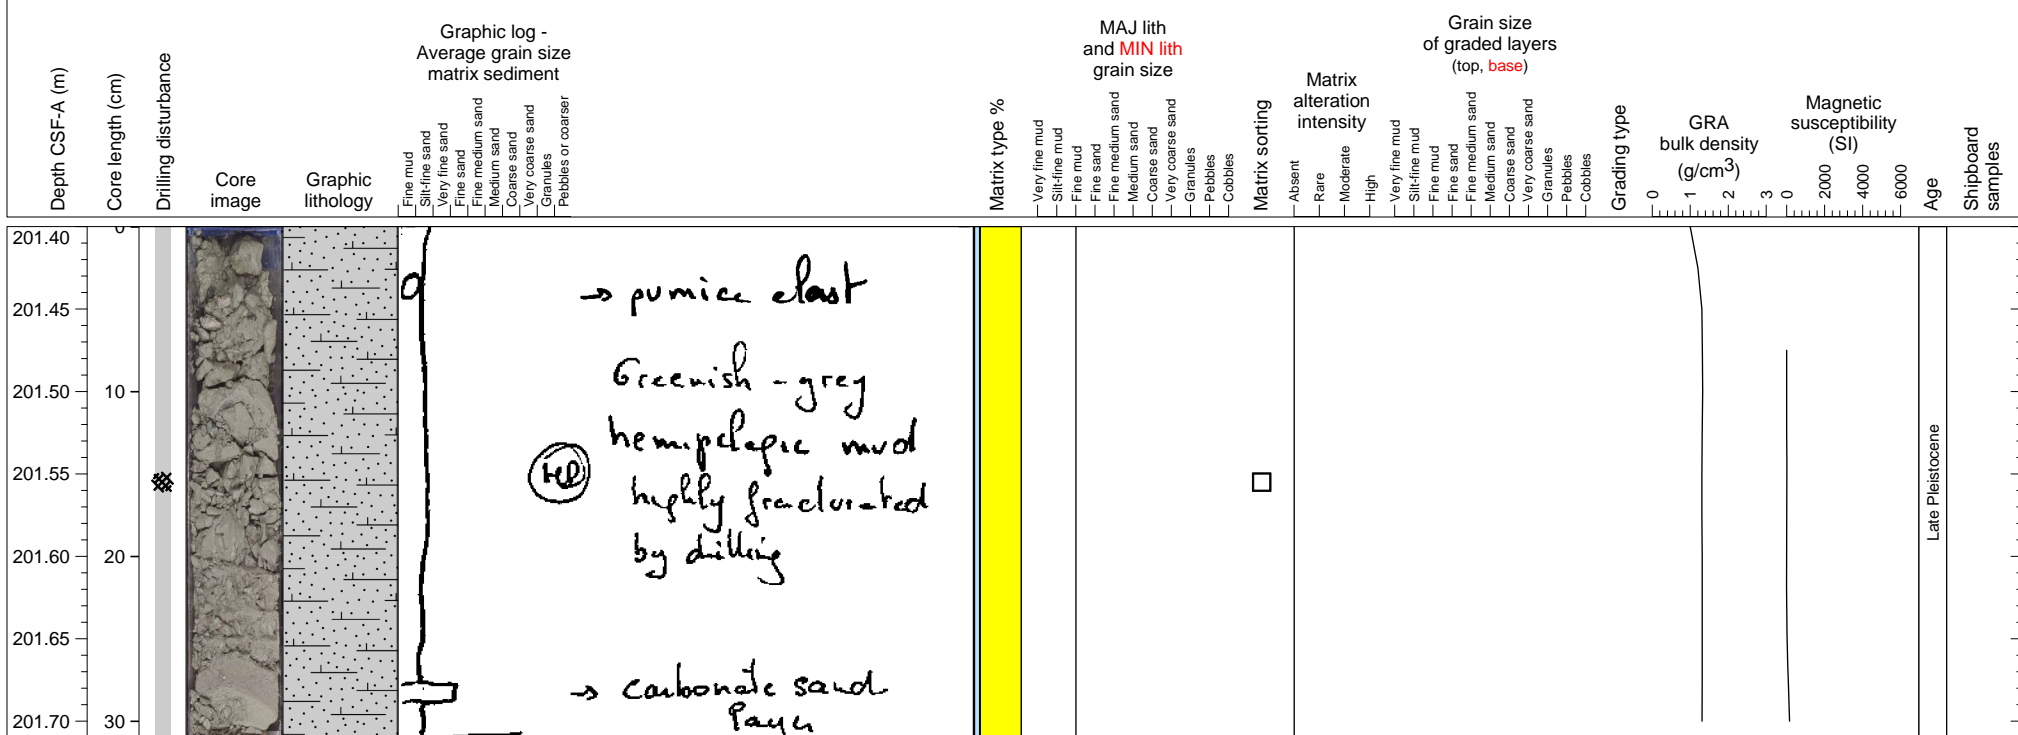 Graphic log -
Average grain size
matrix sediment
MAJ lith
and MIN lith
grain size
Grain size
of graded layers
(top, base)
Matrix
alteration
intensity
GRA
bulk density
(g/cm3)
Magnetic
susceptibility
(SI)
Depth CSF-A (m)
Core length (cm)
Drilling disturbance
Core
image
Graphic
lithology
Fine mud
Silt-fine sand
Very fine sand
Fine sand
Fine medium sand
Medium sand
Coarse sand
Very coarse sand
Granules
Pebbles or coarser
Matrix type %
Very fine mud
Silt-fine mud
Fine mud
Fine sand
Fine medium sand
Medium sand
Coarse sand
Very coarse sand
Granules
Pebbles
Cobbles
Matrix sorting
Absent
Rare
Moderate
High
Very fine mud
Silt-fine mud
Fine mud
Fine sand
Fine medium sand
Medium sand
Coarse sand
Very coarse sand
Granules
Pebbles
Cobbles
Grading type
0 1 2 3
0 2000 4000 6000
Age
Shipboard
samples
201.40 0
201.45
→ pumice clast
Greenish - grey
201.50 10
hemipelagic mud
HP
201.55
highly fracturated
by drilling
201.60 20
201.65
→ carbonate sand
layer
201.70 30
Late Pleistocene